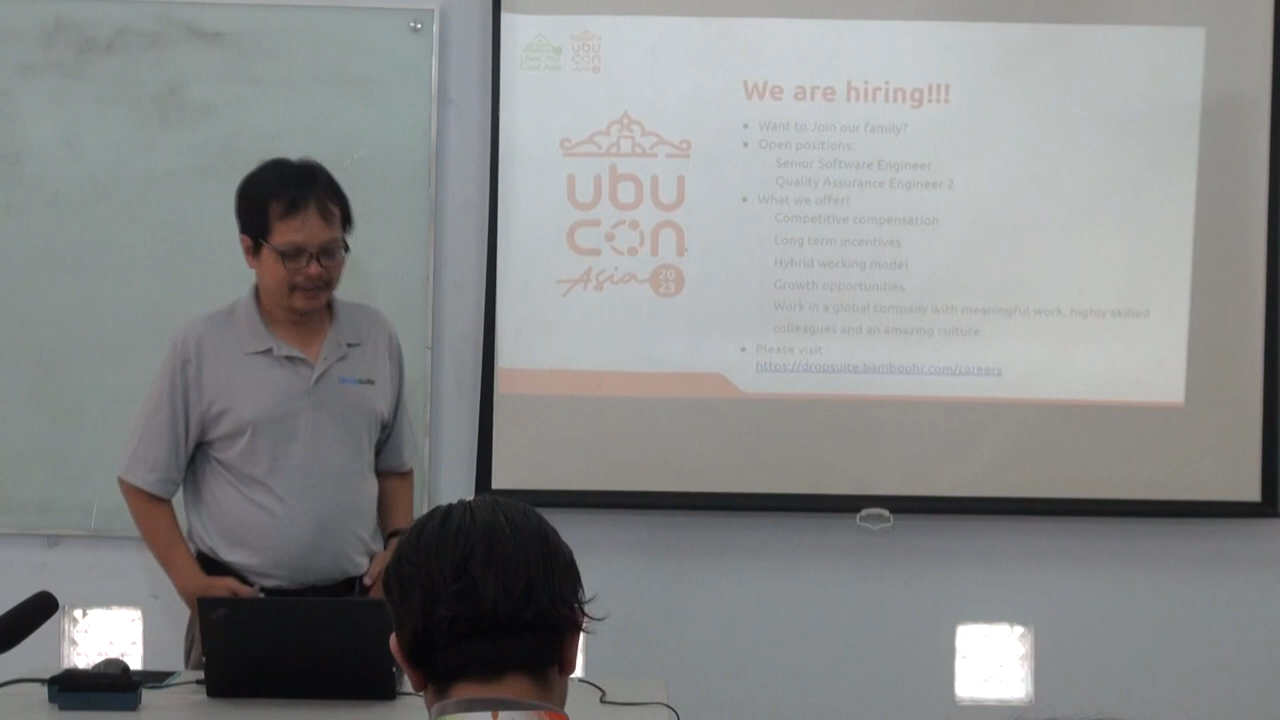 ubu
con
Asia
20
23
We are hiring!!!
Want to Join our family?
Open positions:
Senior Software Engineer
Quality Assurance Engineer 2
What we offer?
Competitive compensation
Long term incentives
Hybrid working model
Growth opportunities
Work in a global company with meaningful work, highly skilled
colleagues and an amazing culture
Please visit
https://dropsuite.bamboohr.com/careers